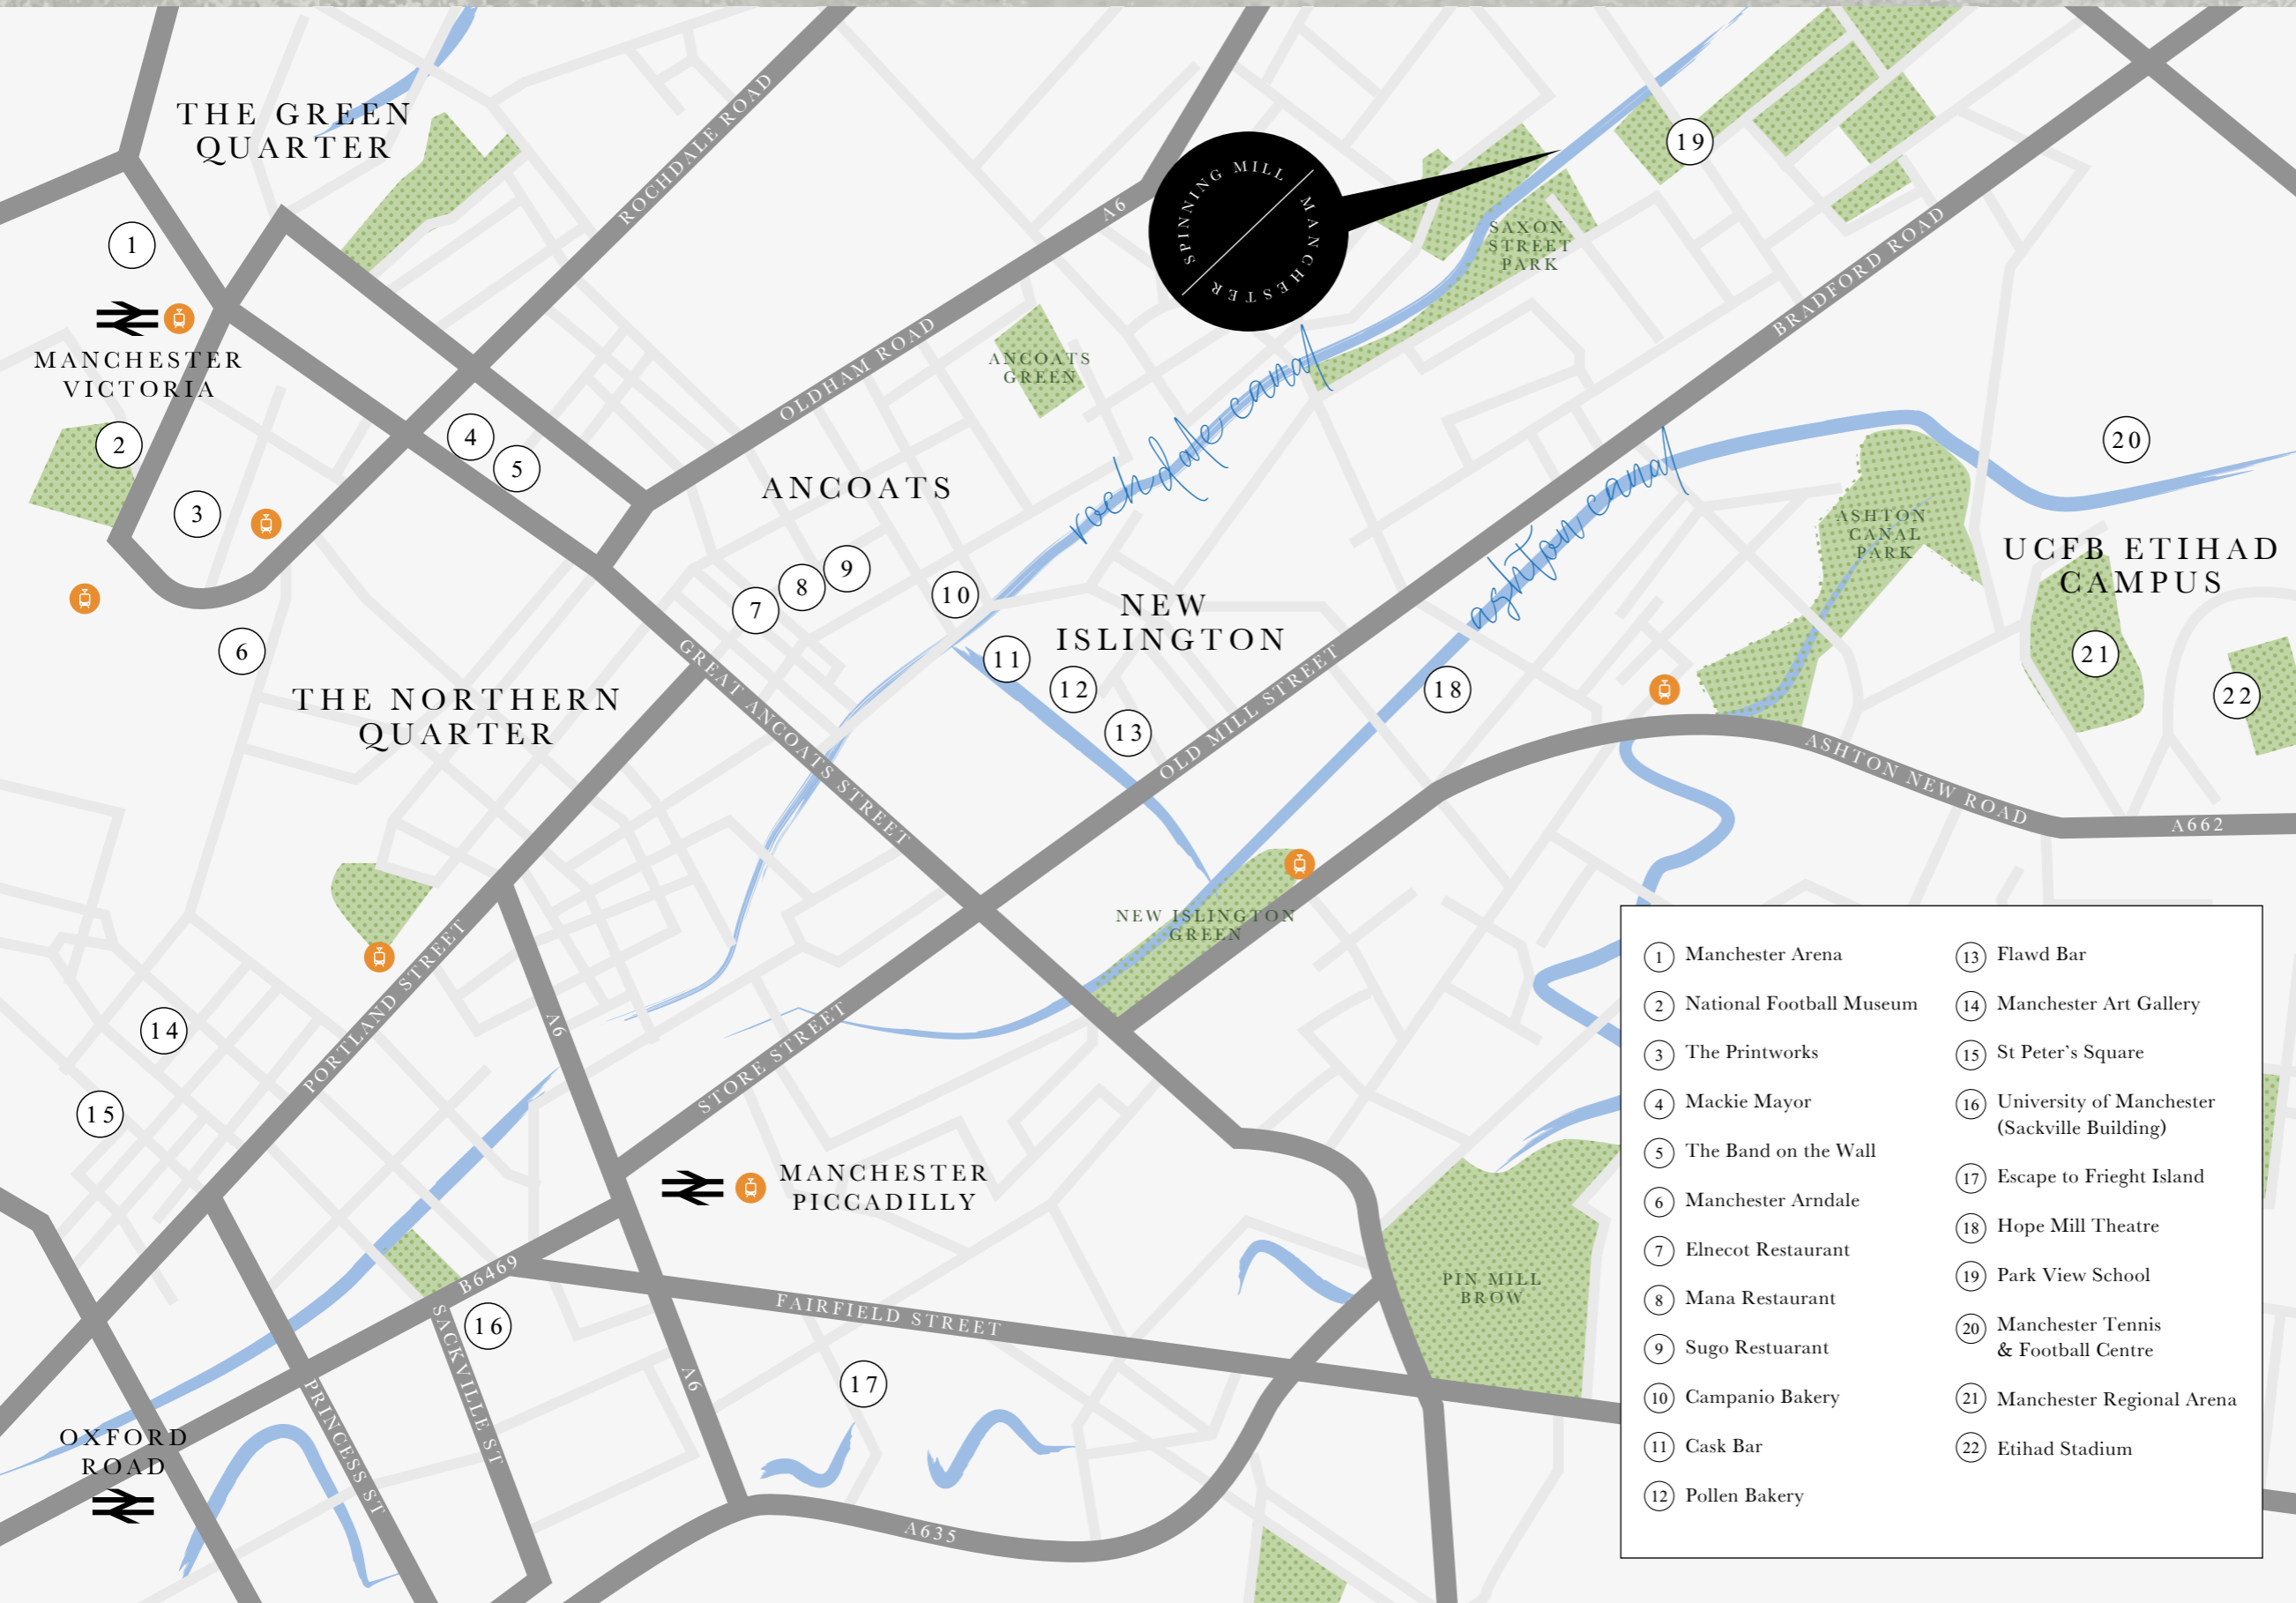 THE GREEN
QUARTER
ROCHDALE ROAD
A6
SPINNING MILL
MANCHESTER
19
SAXON
STREET
PARK
BRADFORD ROAD
1
MANCHESTER
VICTORIA
2
3
4
5
OLDHAM ROAD
ANCOATS
GREEN
rochdale canal
ANCOATS
ashton canal
20
ASHTON
CANAL
PARK
UCFB ETIHAD
CAMPUS
6
7
8
9
10
11
12
13
NEW
ISLINGTON
18
21
22
THE NORTHERN
QUARTER
GREAT ANCOATS STREET
OLD MILL STREET
ASHTON NEW ROAD
A662
NEW ISLINGTON
GREEN
PORTLAND STREET
A6
STORE STREET
14
15
MANCHESTER
PICCADILLY
B6469
SACKVILLE ST
16
FAIRFIELD STREET
PIN MILL
BROW
A6
17
PRINCESS ST
OXFORD
ROAD
A635
1 Manchester Arena
2 National Football Museum
3 The Printworks
4 Mackie Mayor
5 The Band on the Wall
6 Manchester Arndale
7 Elnecot Restaurant
8 Mana Restaurant
9 Sugo Restuarant
10 Campanio Bakery
11 Cask Bar
12 Pollen Bakery
13 Flawd Bar
14 Manchester Art Gallery
15 St Peter's Square
16 University of Manchester
(Sackville Building)
17 Escape to Frieght Island
18 Hope Mill Theatre
19 Park View School
20 Manchester Tennis
& Football Centre
21 Manchester Regional Arena
22 Etihad Stadium